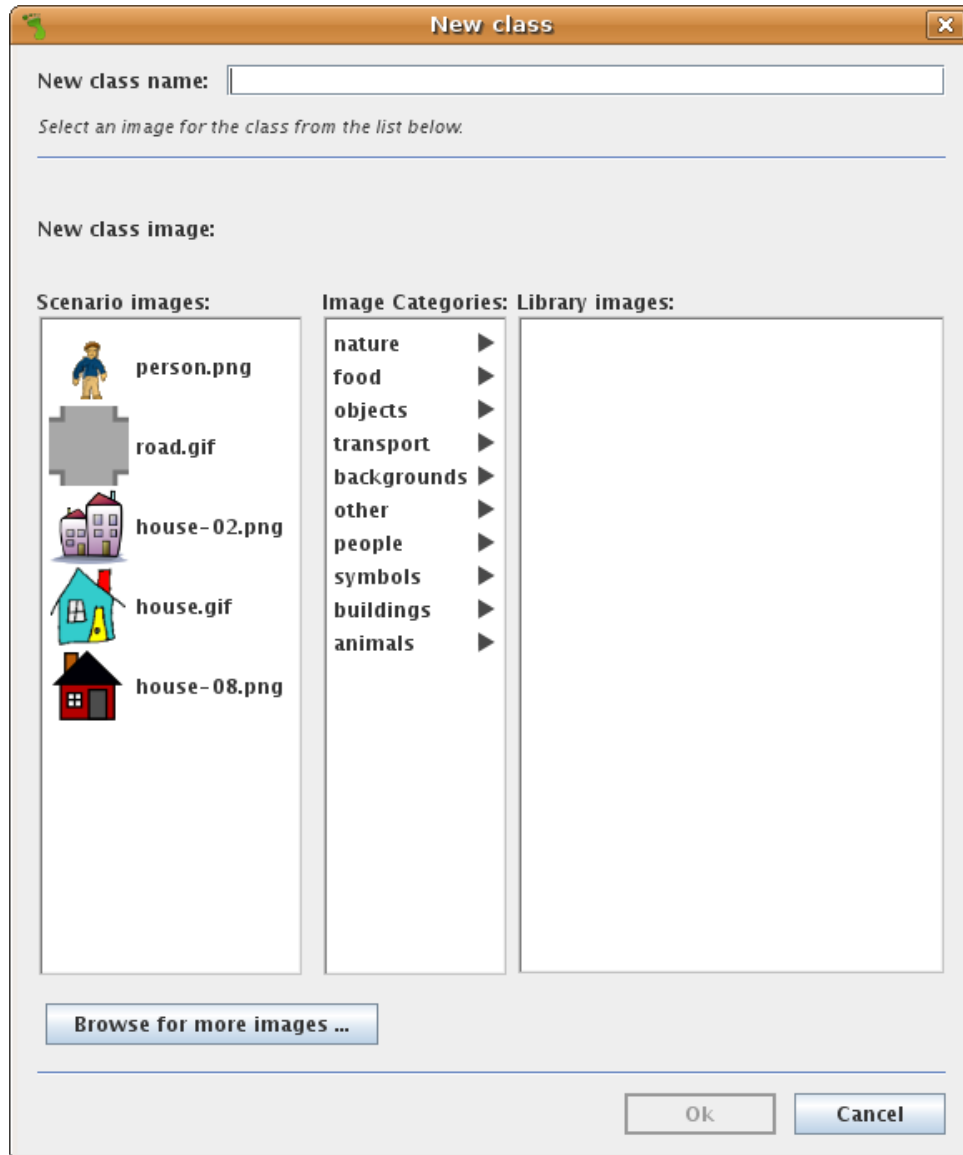 New class
New class name:
Select an image for the class from the list below.
New class image:
Scenario images:
person.png
road.gif
house-02.png
house.gif
house-08.png
Image Categories:
nature
food
objects
transport
backgrounds
other
people
symbols
buildings
animals
Library images:
Browse for more images ...
Ok
Cancel